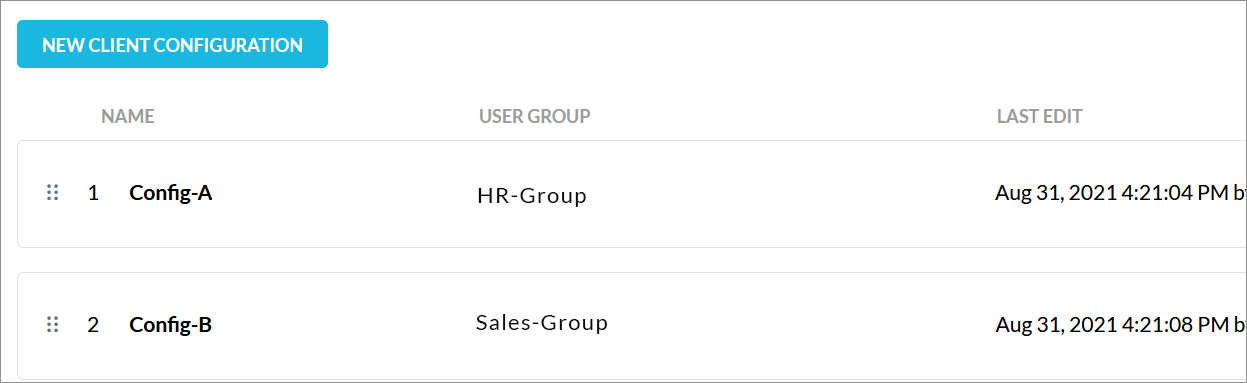 NEW CLIENT CONFIGURATION
NAME USER GROUP LAST EDIT
1 Config-A HR-Group Aug 31, 2021 4:21:04 PM
2 Config-B Sales-Group Aug 31, 2021 4:21:08 PM